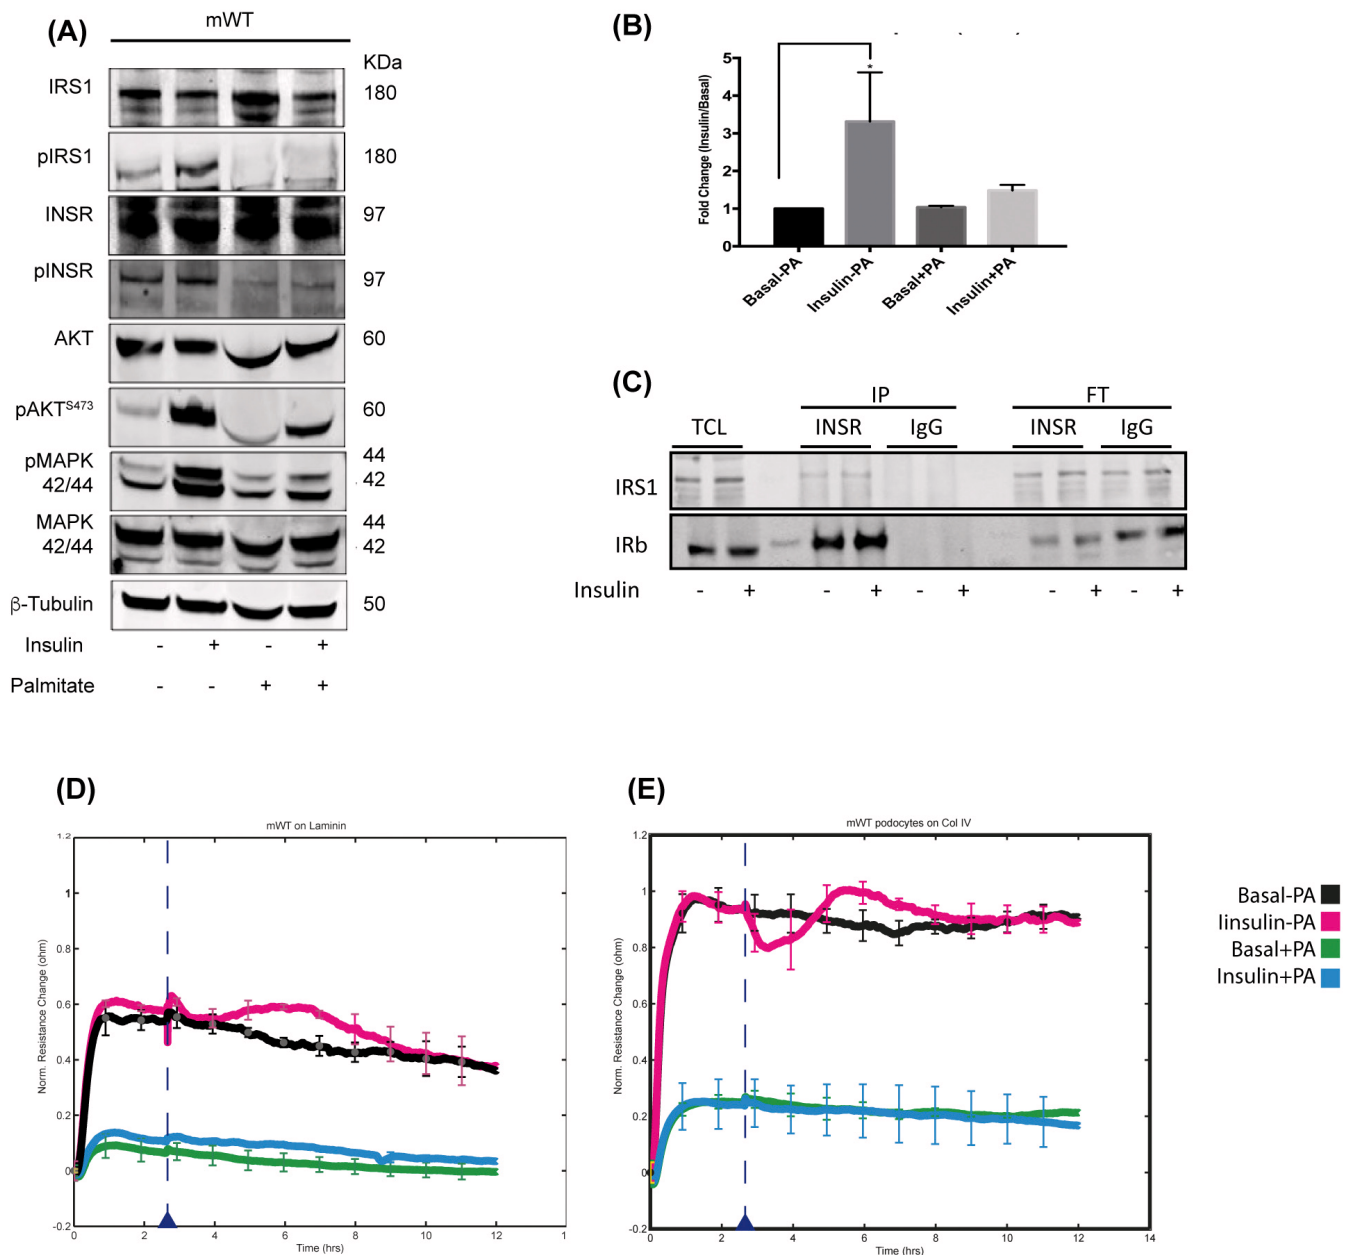 (A)
mWT
KDa
IRS1
180
pIRS1
180
INSR
97
pINSR
97
AKT
60
pAKTS473
60
pMAPK
42/44
44
42
MAPK
42/44
44
42
β-Tubulin
50
Insulin - + - +
Palmitate - - + +
(B)
Fold Change (Insulin/Basal)
5
4
3
2
1
0
*
Basal-PA
Insulin-PA
Basal+PA
Insulin+PA
(C)
IP
FT
TCL INSR IgG INSR IgG
IRS1
IRb
Insulin - + - + - + - + - +
(D)
mWT on Laminin
Norm. Resistance Change (ohm)
1.2
1
0.8
0.6
0.4
0.2
0
-0.2
0 2 4 6 8 10 12 1
Time (hrs)
(E)
mWT podocytes on Col IV
Norm. Resistance Change (ohm)
1.2
1
0.8
0.6
0.4
0.2
0
-0.2
0 2 4 6 8 10 12 14
Time (hrs)
Basal-PA
Iinsulin-PA
Basal+PA
Insulin+PA